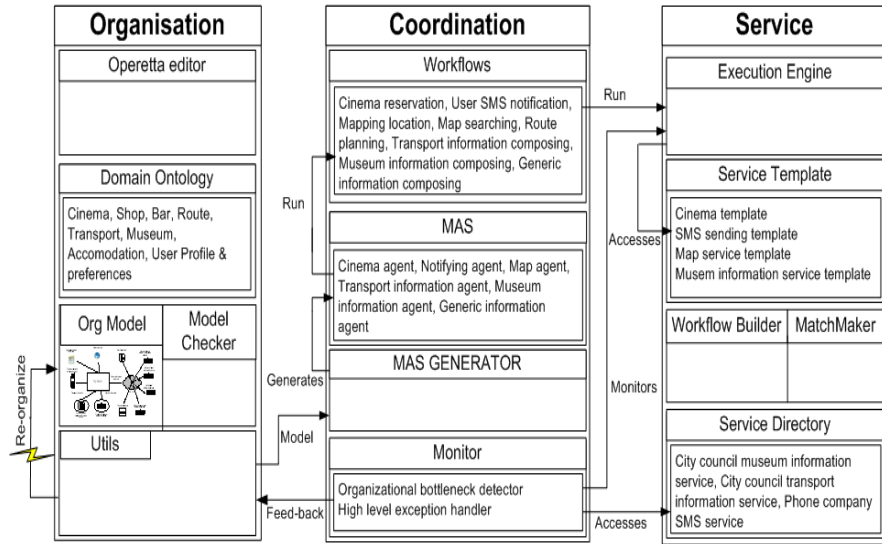 Organisation
Operetta editor
Domain Ontology
Cinema, Shop, Bar, Route,
Transport, Museum,
Accomodation, User Profile &
preferences
Org Model
Model
Checker
Re-organize
Utils
Coordination
Workflows
Cinema reservation, User SMS notification,
Mapping location, Map searching, Route
planning, Transport information composing,
Museum information composing, Generic
information composing
Run
MAS
Cinema agent, Notifying agent, Map agent,
Transport information agent, Museum
information agent, Generic information
agent
Generates
MAS GENERATOR
Model
Monitor
Organizational bottleneck detector
High level exception handler
Feed-back
Service
Execution Engine
Run
Service Template
Cinema template
SMS sending template
Map service template
Musem information service template
Accesses
Workflow Builder
MatchMaker
Monitors
Service Directory
City council museum information
service, City council transport
information service, Phone company
SMS service
Accesses